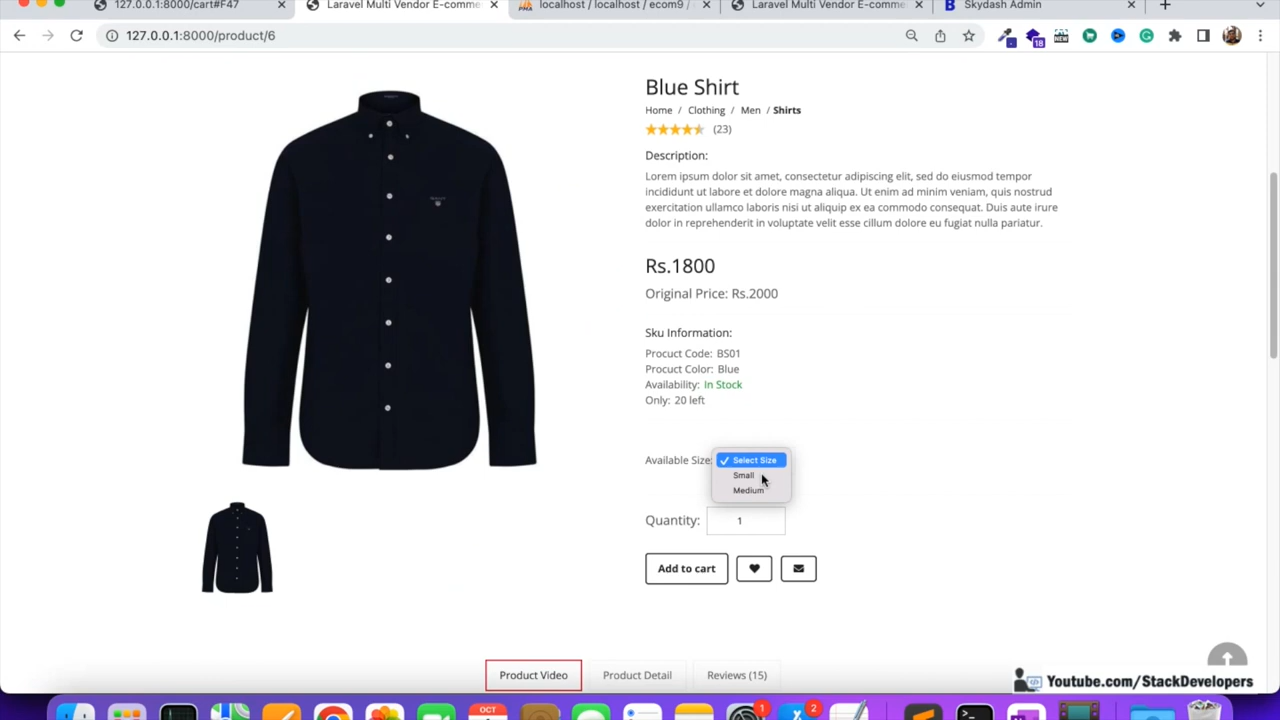 127.0.0.1:8000/cart#F47
Laravel Multi Vendor E-comme
localhost / localhost / ecom9 /
Laravel Multi Vendor E-comme
Skydash Admin
127.0.0.1:8000/product/6
18
NEW
Blue Shirt
Home / Clothing / Men / Shirts
(23)
Description:
Lorem ipsum dolor sit amet, consectetur adipiscing elit, sed do eiusmod tempor
incididunt ut labore et dolore magna aliqua. Ut enim ad minim veniam, quis nostrud
exercitation ullamco laboris nisi ut aliquip ex ea commodo consequat. Duis aute irure
dolor in reprehenderit in voluptate velit esse cillum dolore eu fugiat nulla pariatur.
Rs.1800
Original Price: Rs.2000
Sku Information:
Procuct Code: BS01
Procuct Color: Blue
Availability: In Stock
Only: 20 left
Available Size:
Select Size
Small
Medium
Quantity: 1
Add to cart
Product Video
Product Detail
Reviews (15)
Youtube.com/StackDevelopers
OCT
1
2